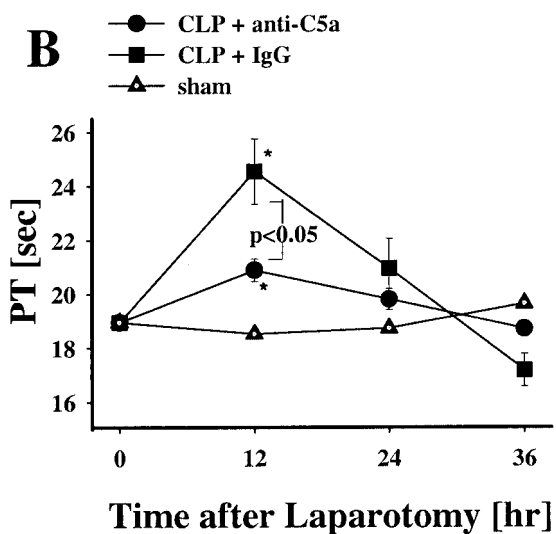 B
CLP + anti-C5a
CLP + IgG
sham
PT [sec]
26
24
22
20
18
16
*
p<0.05
*
0 12 24 36
Time after Laparotomy [hr]